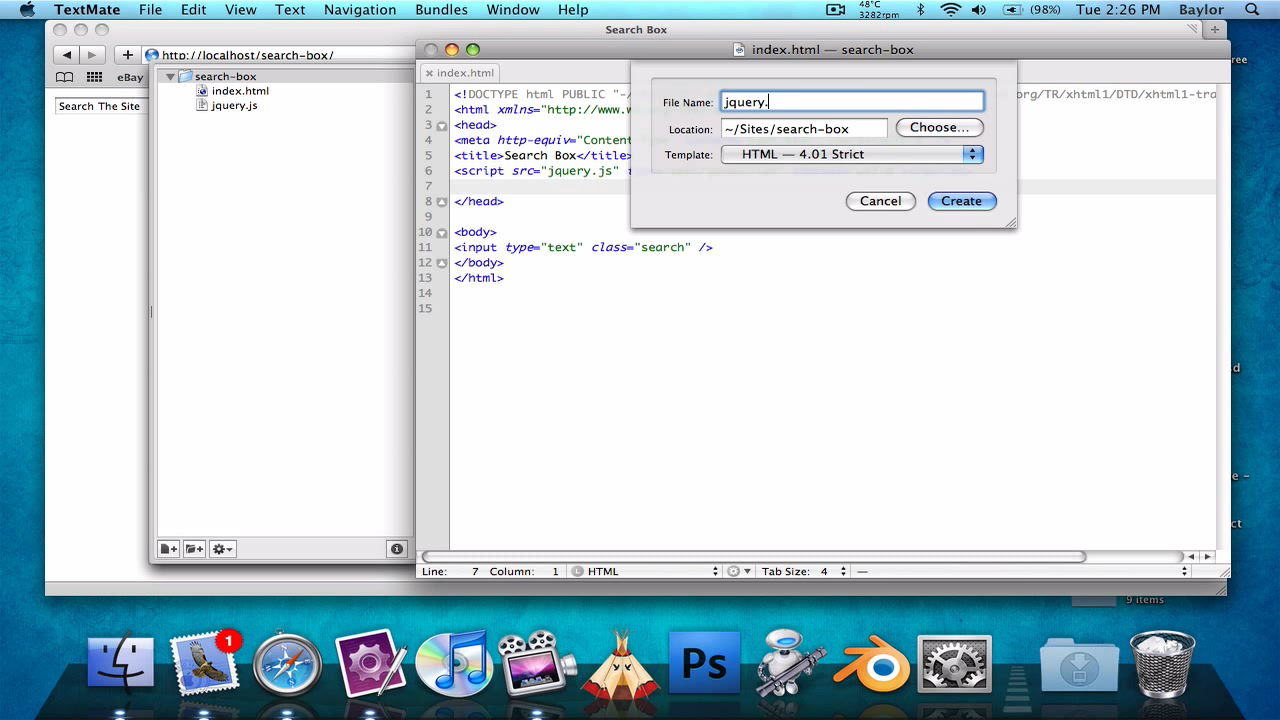 TextMate File Edit View Text Navigation Bundles Window Help 48°C 3282rpm (98%) Tue 2:26 PM Baylor
Search Box
http://localhost/search-box/
eBay
Search The Site
search-box
index.html
jquery.js
index.html — search-box
index.html
File Name: jquery.
Location: ~/Sites/search-box Choose...
Template: HTML — 4.01 Strict
Cancel Create
1 <!DOCTYPE html PUBLIC "-/ org/TR/xhtml1/DTD/xhtml1-tra
2 <html xmlns="http://www.w
3 <head>
4 <meta http-equiv="Content
5 <title>Search Box</title>
6 <script src="jquery.js"
7
8 </head>
9
10 <body>
11 <input type="text" class="search" />
12 </body>
13 </html>
14
15
Line: 7 Column: 1 L HTML Tab Size: 4 —
9 items
1
Ps